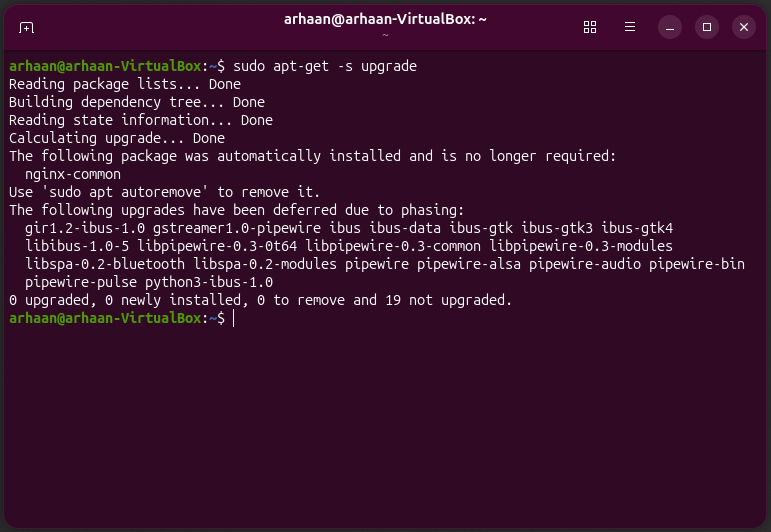 arhaan@arhaan-VirtualBox: ~
~
arhaan@arhaan-VirtualBox:~$ sudo apt-get -s upgrade
Reading package lists... Done
Building dependency tree... Done
Reading state information... Done
Calculating upgrade... Done
The following package was automatically installed and is no longer required:
  nginx-common
Use 'sudo apt autoremove' to remove it.
The following upgrades have been deferred due to phasing:
  gir1.2-ibus-1.0 gstreamer1.0-pipewire ibus ibus-data ibus-gtk ibus-gtk3 ibus-gtk4
  libibus-1.0-5 libpipewire-0.3-0t64 libpipewire-0.3-common libpipewire-0.3-modules
  libspa-0.2-bluetooth libspa-0.2-modules pipewire pipewire-alsa pipewire-audio pipewire-bin
  pipewire-pulse python3-ibus-1.0
0 upgraded, 0 newly installed, 0 to remove and 19 not upgraded.
arhaan@arhaan-VirtualBox:~$